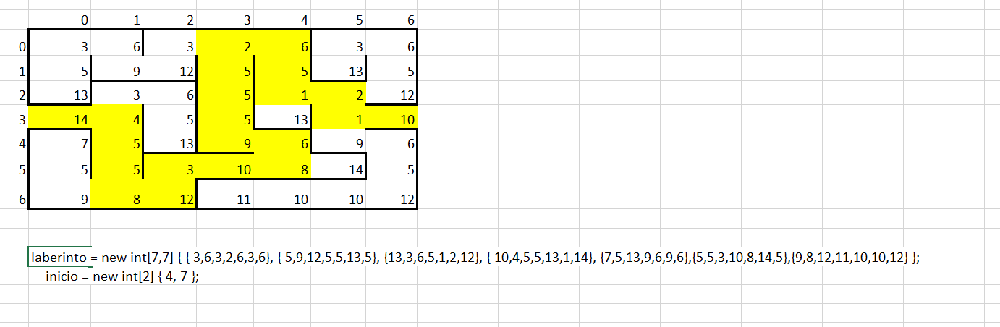 0 1 2 3 4 5 6
0 3 6 3 2 6 3 6
1 5 9 12 5 5 13 5
2 13 3 6 5 1 2 12
3 14 4 5 5 13 1 10
4 7 5 13 9 6 9 6
5 5 5 3 10 8 14 5
6 9 8 12 11 10 10 12
laberinto = new int[7,7] { { 3,6,3,2,6,3,6}, { 5,9,12,5,5,13,5}, {13,3,6,5,1,2,12}, { 10,4,5,5,13,1,14}, {7,5,13,9,6,9,6},{5,5,3,10,8,14,5},{9,8,12,11,10,10,12} };
inicio = new int[2] { 4, 7 };